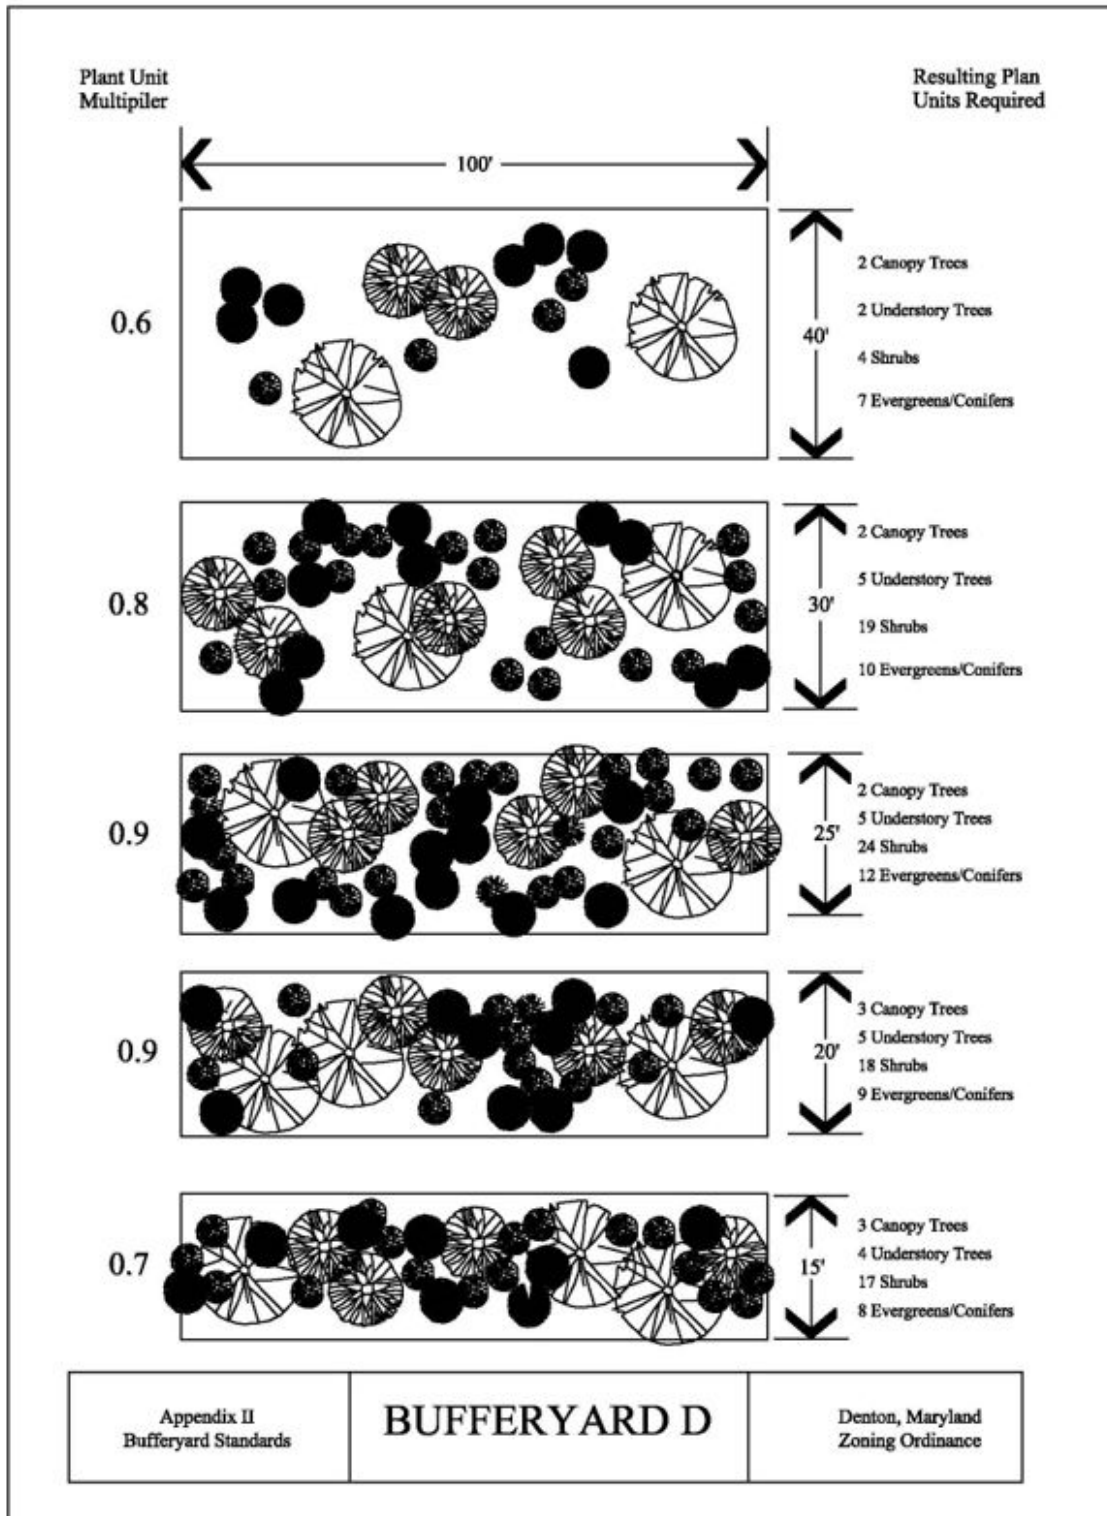 Plant Unit
Multipiler
Resulting Plan
Units Required
100'
0.6
40'
2 Canopy Trees
2 Understory Trees
4 Shrubs
7 Evergreens/Conifers
0.8
30'
2 Canopy Trees
5 Understory Trees
19 Shrubs
10 Evergreens/Conifers
0.9
25'
2 Canopy Trees
5 Understory Trees
24 Shrubs
12 Evergreens/Conifers
0.9
20'
3 Canopy Trees
5 Understory Trees
18 Shrubs
9 Evergreens/Conifers
0.7
15'
3 Canopy Trees
4 Understory Trees
17 Shrubs
8 Evergreens/Conifers
Appendix II
Bufferyard Standards
BUFFERYARD D
Denton, Maryland
Zoning Ordinance